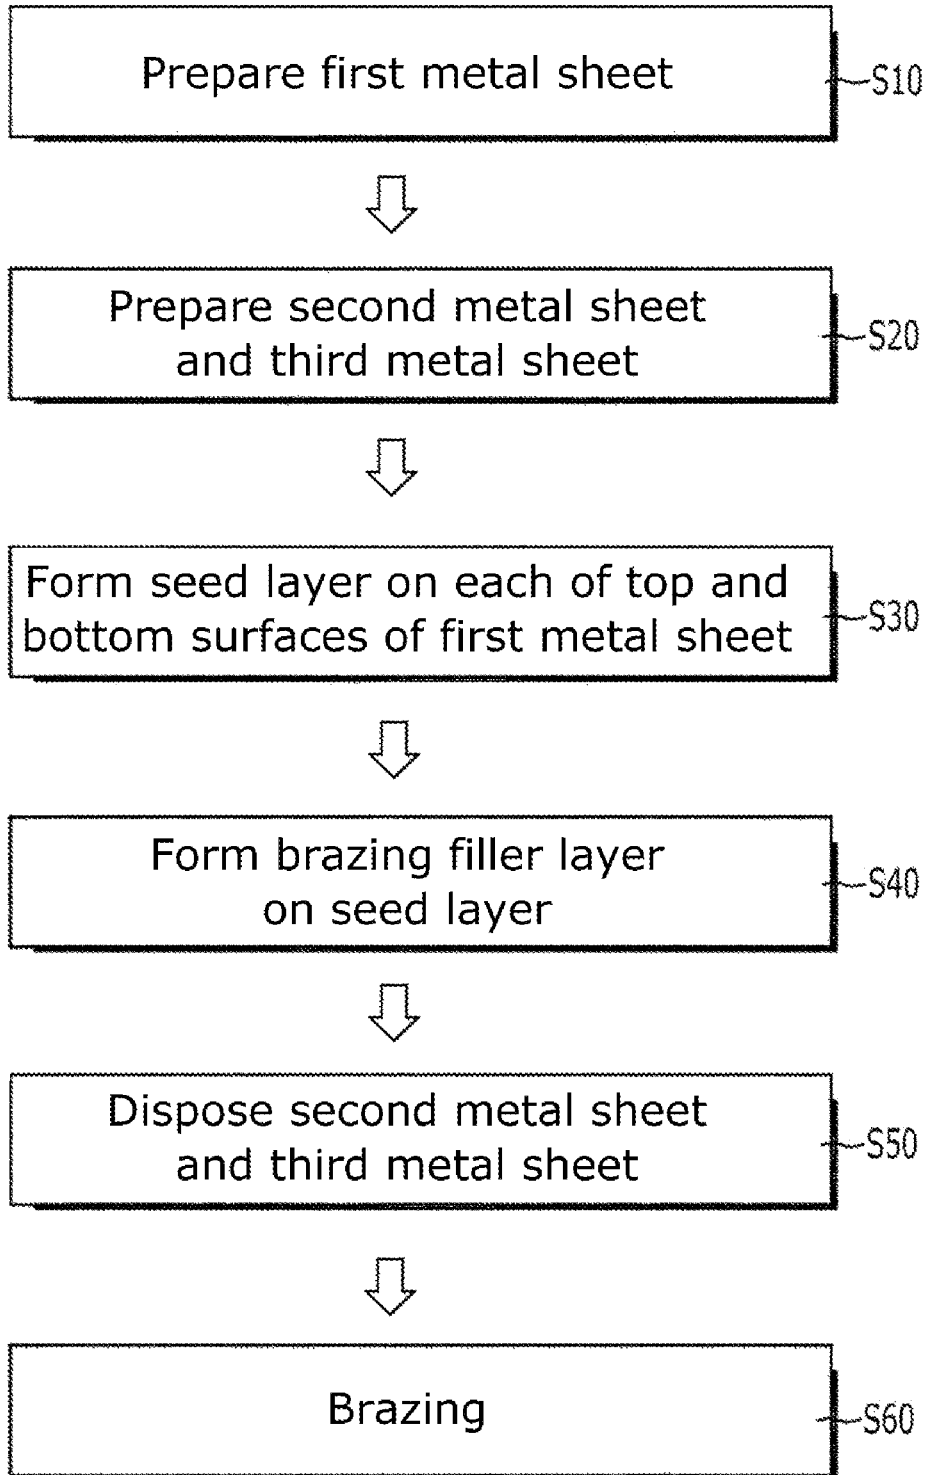 Prepare first metal sheet
S10
Prepare second metal sheet
and third metal sheet
S20
Form seed layer on each of top and
bottom surfaces of first metal sheet
S30
Form brazing filler layer
on seed layer
S40
Dispose second metal sheet
and third metal sheet
S50
Brazing
S60